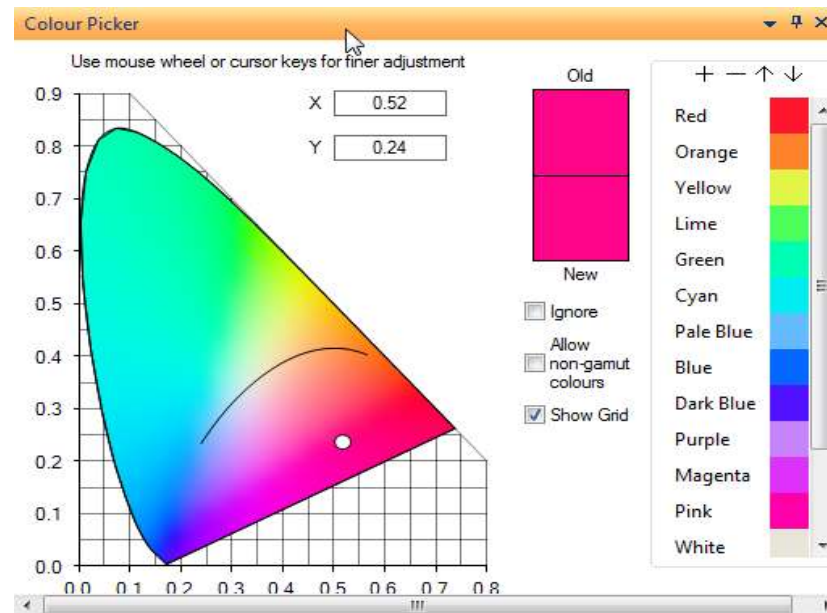 Colour Picker
Use mouse wheel or cursor keys for finer adjustment
X 0.52
Y 0.24
0.9
0.8
0.7
0.6
0.5
0.4
0.3
0.2
0.1
0.0
0.0 0.1 0.2 0.3 0.4 0.5 0.6 0.7 0.8
Old
New
Ignore
Allow
non-gamut
colours
Show Grid
Red
Orange
Yellow
Lime
Green
Cyan
Pale Blue
Blue
Dark Blue
Purple
Magenta
Pink
White